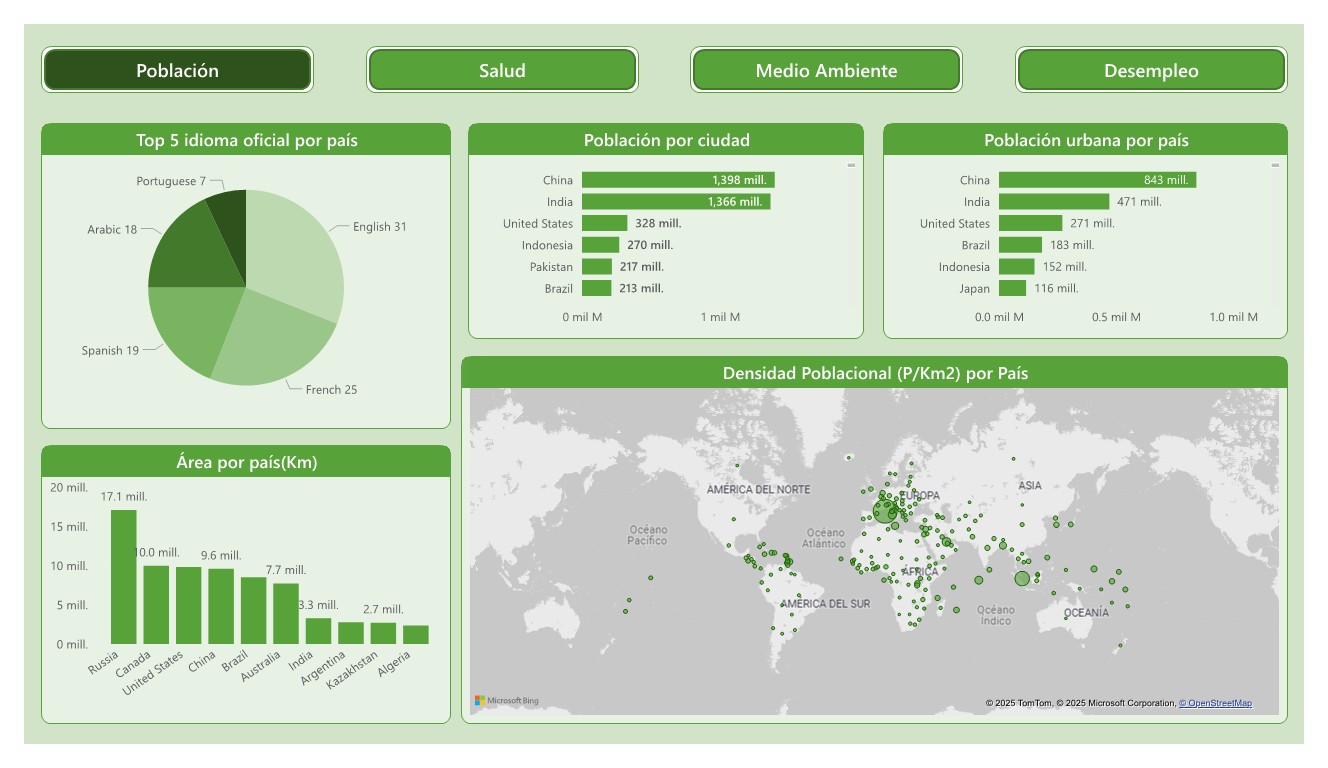 Población
Salud
Medio Ambiente
Desempleo
Top 5 idioma oficial por país
Portuguese 7
Arabic 18
English 31
Spanish 19
French 25
Población por ciudad
China
1,398 mill.
India
1,366 mill.
United States
328 mill.
Indonesia
270 mill.
Pakistan
217 mill.
Brazil
213 mill.
0 mil M
1 mil M
Población urbana por país
China
843 mill.
India
471 mill.
United States
271 mill.
Brazil
183 mill.
Indonesia
152 mill.
Japan
116 mill.
0.0 mil M
0.5 mil M
1.0 mil M
Área por país(Km)
20 mill.
15 mill.
10 mill.
5 mill.
0 mill.
17.1 mill.
10.0 mill.
9.6 mill.
7.7 mill.
3.3 mill.
2.7 mill.
Russia
Canada
United States
China
Brazil
Australia
India
Argentina
Kazakhstan
Algeria
Densidad Poblacional (P/Km2) por País
AMÉRICA DEL NORTE
EUROPA
ASIA
Océano
Pacífico
Océano
Atlántico
ÁFRICA
AMÉRICA DEL SUR
Océano
Índico
OCEANÍA
Microsoft Bing
© 2025 TomTom, © 2025 Microsoft Corporation, © OpenStreetMap